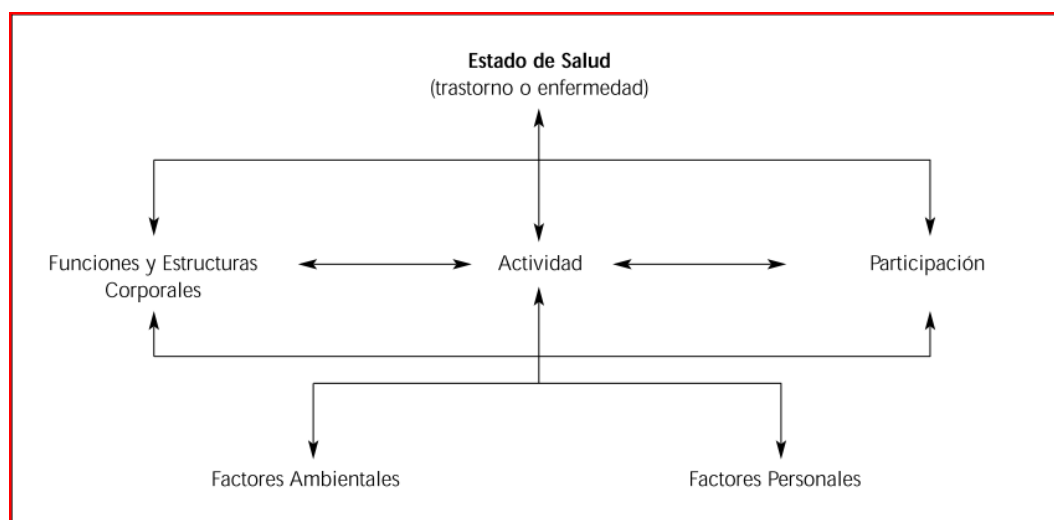 Estado de Salud
(trastorno o enfermedad)
Funciones y Estructuras
Corporales
Actividad
Participación
Factores Ambientales
Factores Personales